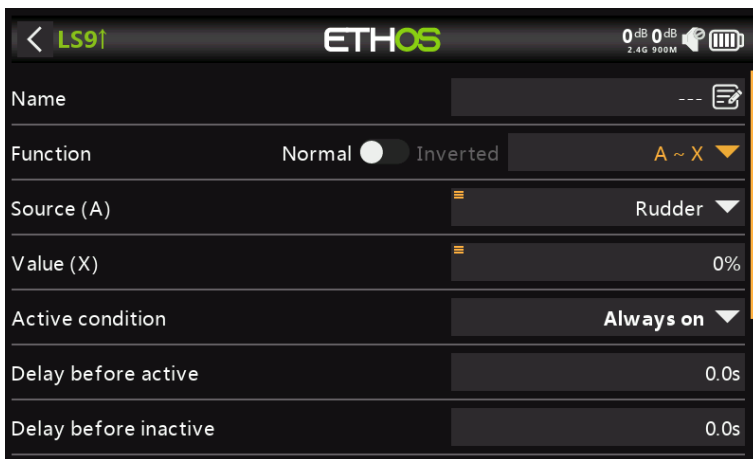 LS9↑ ETHOS 0dB 0dB
2.4G 900M
Name ---
Function Normal Inverted A ~ X
Source (A) Rudder
Value (X) 0%
Active condition Always on
Delay before active 0.0s
Delay before inactive 0.0s